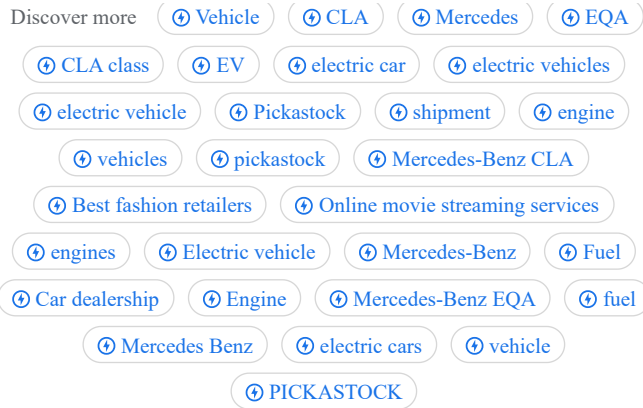 Discover more Vehicle CLA Mercedes EQA
CLA class EV electric car electric vehicles
electric vehicle Pickastock shipment engine
vehicles pickastock Mercedes-Benz CLA
Best fashion retailers Online movie streaming services
engines Electric vehicle Mercedes-Benz Fuel
Car dealership Engine Mercedes-Benz EQA fuel
Mercedes Benz electric cars vehicle
PICKASTOCK